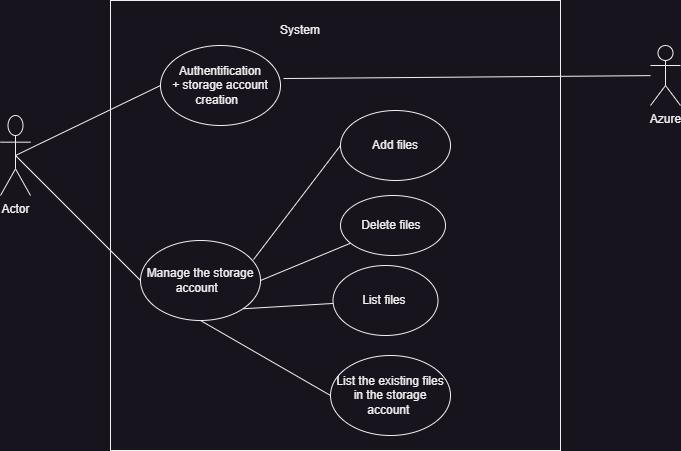 System
Authentification
+ storage account
creation
Azure
Add files
Actor
Delete files
Manage the storage
account
List files
List the existing files
in the storage
account